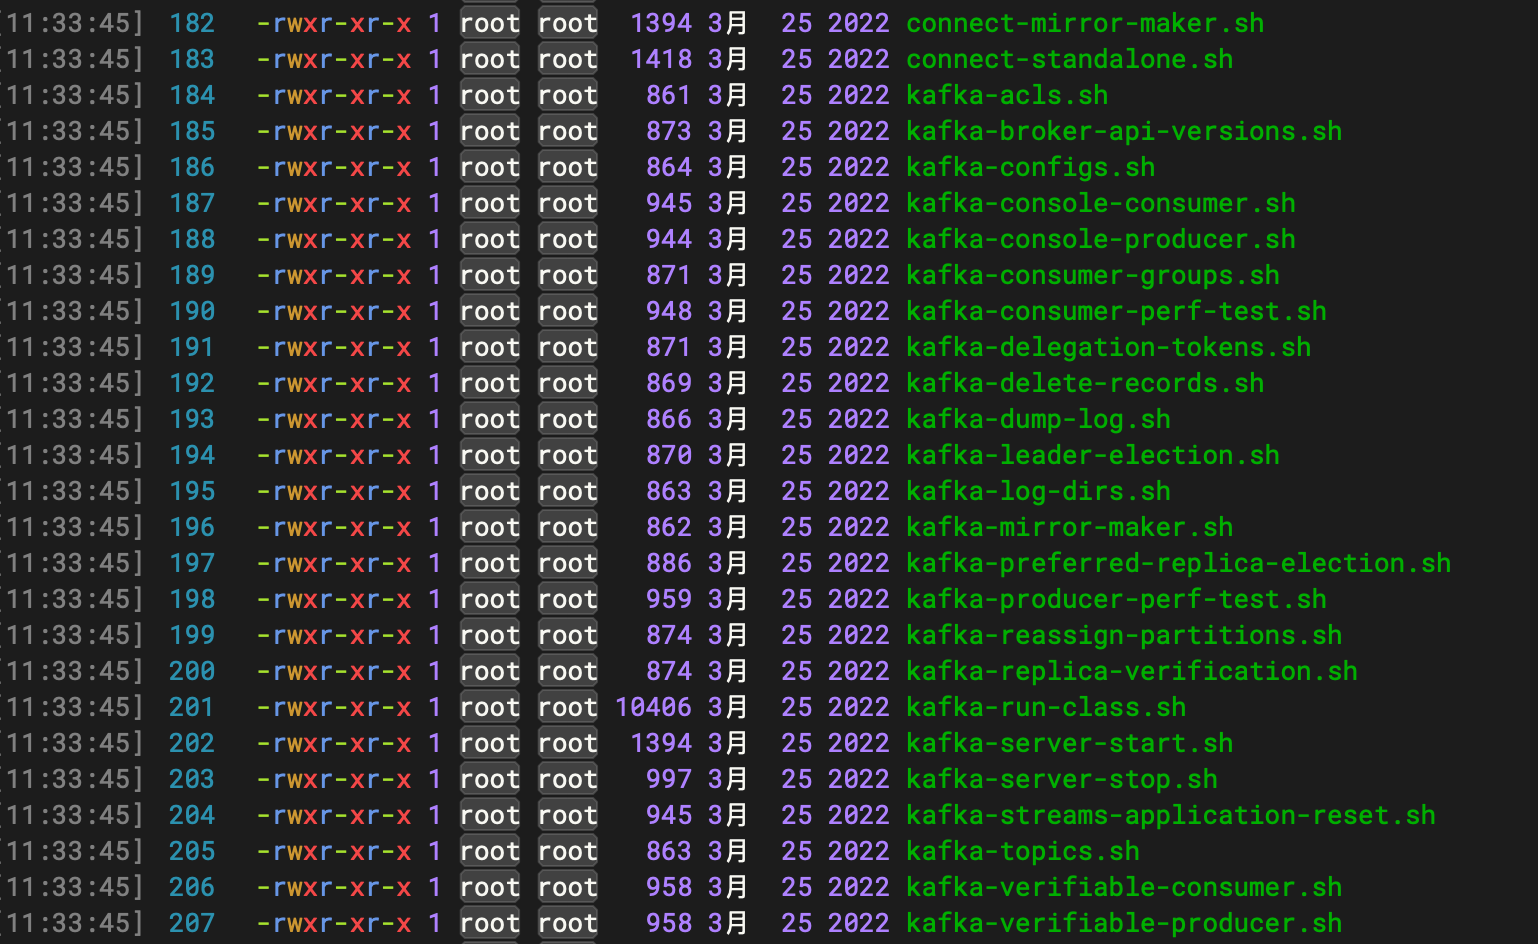 [11:33:45] 182 -rwxr-xr-x 1 root root 1394 3月 25 2022 connect-mirror-maker.sh
[11:33:45] 183 -rwxr-xr-x 1 root root 1418 3月 25 2022 connect-standalone.sh
[11:33:45] 184 -rwxr-xr-x 1 root root 861 3月 25 2022 kafka-acls.sh
[11:33:45] 185 -rwxr-xr-x 1 root root 873 3月 25 2022 kafka-broker-api-versions.sh
[11:33:45] 186 -rwxr-xr-x 1 root root 864 3月 25 2022 kafka-configs.sh
[11:33:45] 187 -rwxr-xr-x 1 root root 945 3月 25 2022 kafka-console-consumer.sh
[11:33:45] 188 -rwxr-xr-x 1 root root 944 3月 25 2022 kafka-console-producer.sh
[11:33:45] 189 -rwxr-xr-x 1 root root 871 3月 25 2022 kafka-consumer-groups.sh
[11:33:45] 190 -rwxr-xr-x 1 root root 948 3月 25 2022 kafka-consumer-perf-test.sh
[11:33:45] 191 -rwxr-xr-x 1 root root 871 3月 25 2022 kafka-delegation-tokens.sh
[11:33:45] 192 -rwxr-xr-x 1 root root 869 3月 25 2022 kafka-delete-records.sh
[11:33:45] 193 -rwxr-xr-x 1 root root 866 3月 25 2022 kafka-dump-log.sh
[11:33:45] 194 -rwxr-xr-x 1 root root 870 3月 25 2022 kafka-leader-election.sh
[11:33:45] 195 -rwxr-xr-x 1 root root 863 3月 25 2022 kafka-log-dirs.sh
[11:33:45] 196 -rwxr-xr-x 1 root root 862 3月 25 2022 kafka-mirror-maker.sh
[11:33:45] 197 -rwxr-xr-x 1 root root 886 3月 25 2022 kafka-preferred-replica-election.sh
[11:33:45] 198 -rwxr-xr-x 1 root root 959 3月 25 2022 kafka-producer-perf-test.sh
[11:33:45] 199 -rwxr-xr-x 1 root root 874 3月 25 2022 kafka-reassign-partitions.sh
[11:33:45] 200 -rwxr-xr-x 1 root root 874 3月 25 2022 kafka-replica-verification.sh
[11:33:45] 201 -rwxr-xr-x 1 root root 10406 3月 25 2022 kafka-run-class.sh
[11:33:45] 202 -rwxr-xr-x 1 root root 1394 3月 25 2022 kafka-server-start.sh
[11:33:45] 203 -rwxr-xr-x 1 root root 997 3月 25 2022 kafka-server-stop.sh
[11:33:45] 204 -rwxr-xr-x 1 root root 945 3月 25 2022 kafka-streams-application-reset.sh
[11:33:45] 205 -rwxr-xr-x 1 root root 863 3月 25 2022 kafka-topics.sh
[11:33:45] 206 -rwxr-xr-x 1 root root 958 3月 25 2022 kafka-verifiable-consumer.sh
[11:33:45] 207 -rwxr-xr-x 1 root root 958 3月 25 2022 kafka-verifiable-producer.sh